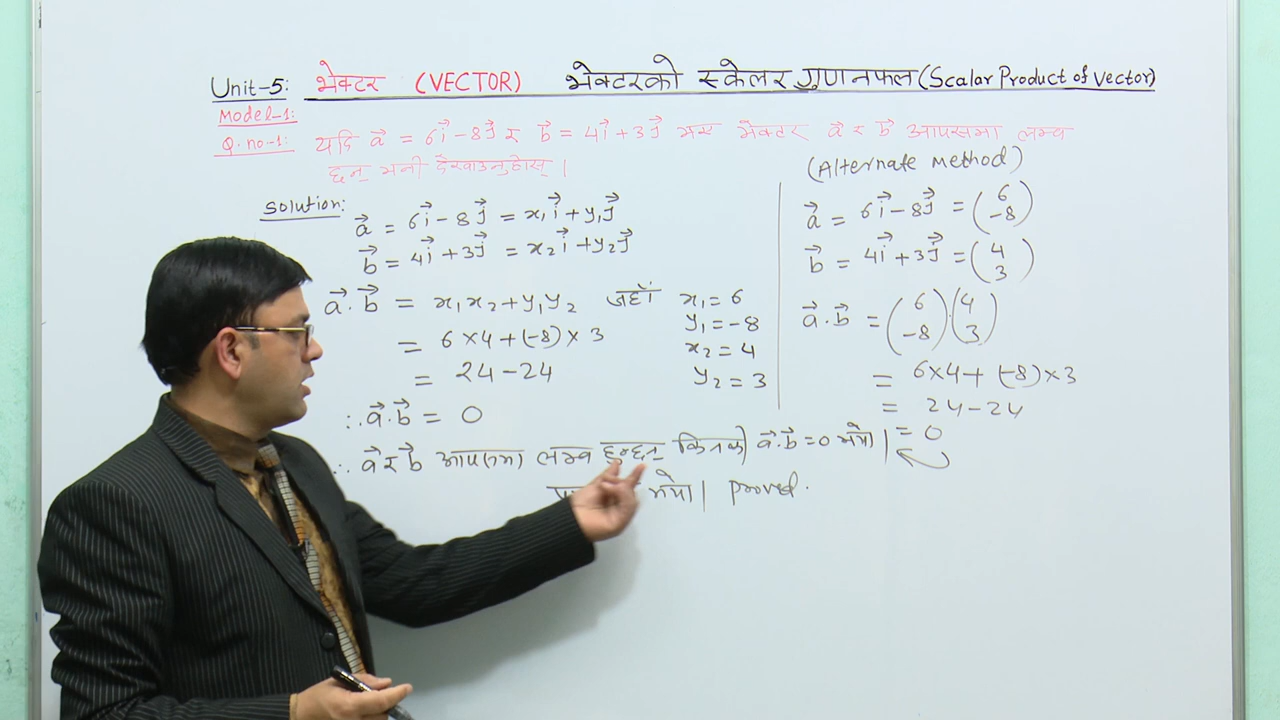 Unit-5: भेक्टर (VECTOR) भेक्टरको स्केलर गुणनफल (Scalar Product of Vector)
Model-1:
Q.no-1: यदि a⃗ = 6i⃗ - 8j⃗ र b⃗ = 4i⃗ + 3j⃗ भए भेक्टर a⃗ र b⃗ आपसमा लम्ब
छन् भनी देखाउनुहोस् ।
Solution:
a⃗ = 6i⃗ - 8j⃗ = x₁i⃗ + y₁j⃗
b⃗ = 4i⃗ + 3j⃗ = x₂i⃗ + y₂j⃗
a⃗.b⃗ = x₁x₂ + y₁y₂ जहाँ x₁ = 6
y₁ = -8
= 6×4 + (-8)×3
x₂ = 4
= 24 - 24
y₂ = 3
∴ a⃗.b⃗ = 0
∴ a⃗ र b⃗ आपसमा लम्ब हुन्छन् किनकी a⃗.b⃗ = 0 भयो |
भयो | proved.
(Alternate method)
a⃗ = 6i⃗ - 8j⃗ = (6 -8)
b⃗ = 4i⃗ + 3j⃗ = (4 3)
a⃗.b⃗ = (6 -8).(4 3)
= 6×4 + (-8)×3
= 24 - 24
= 0